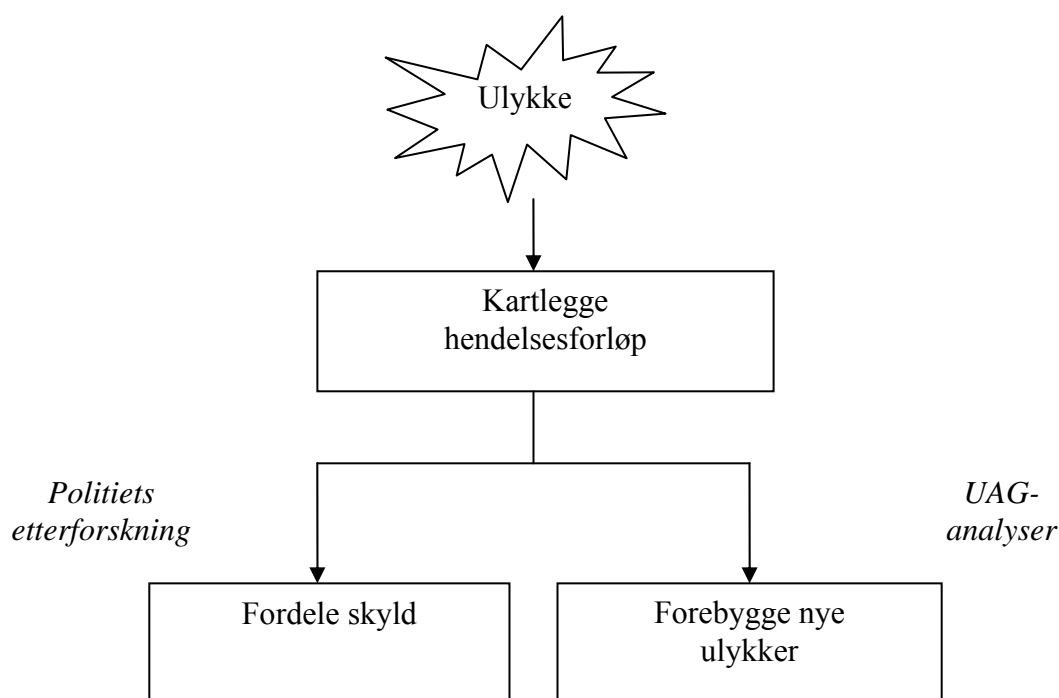 Ulykke
Kartlegge
hendelsesforløp
Politiets
etterforskning
UAG-
analyser
Fordele skyld
Forebygge nye
ulykker